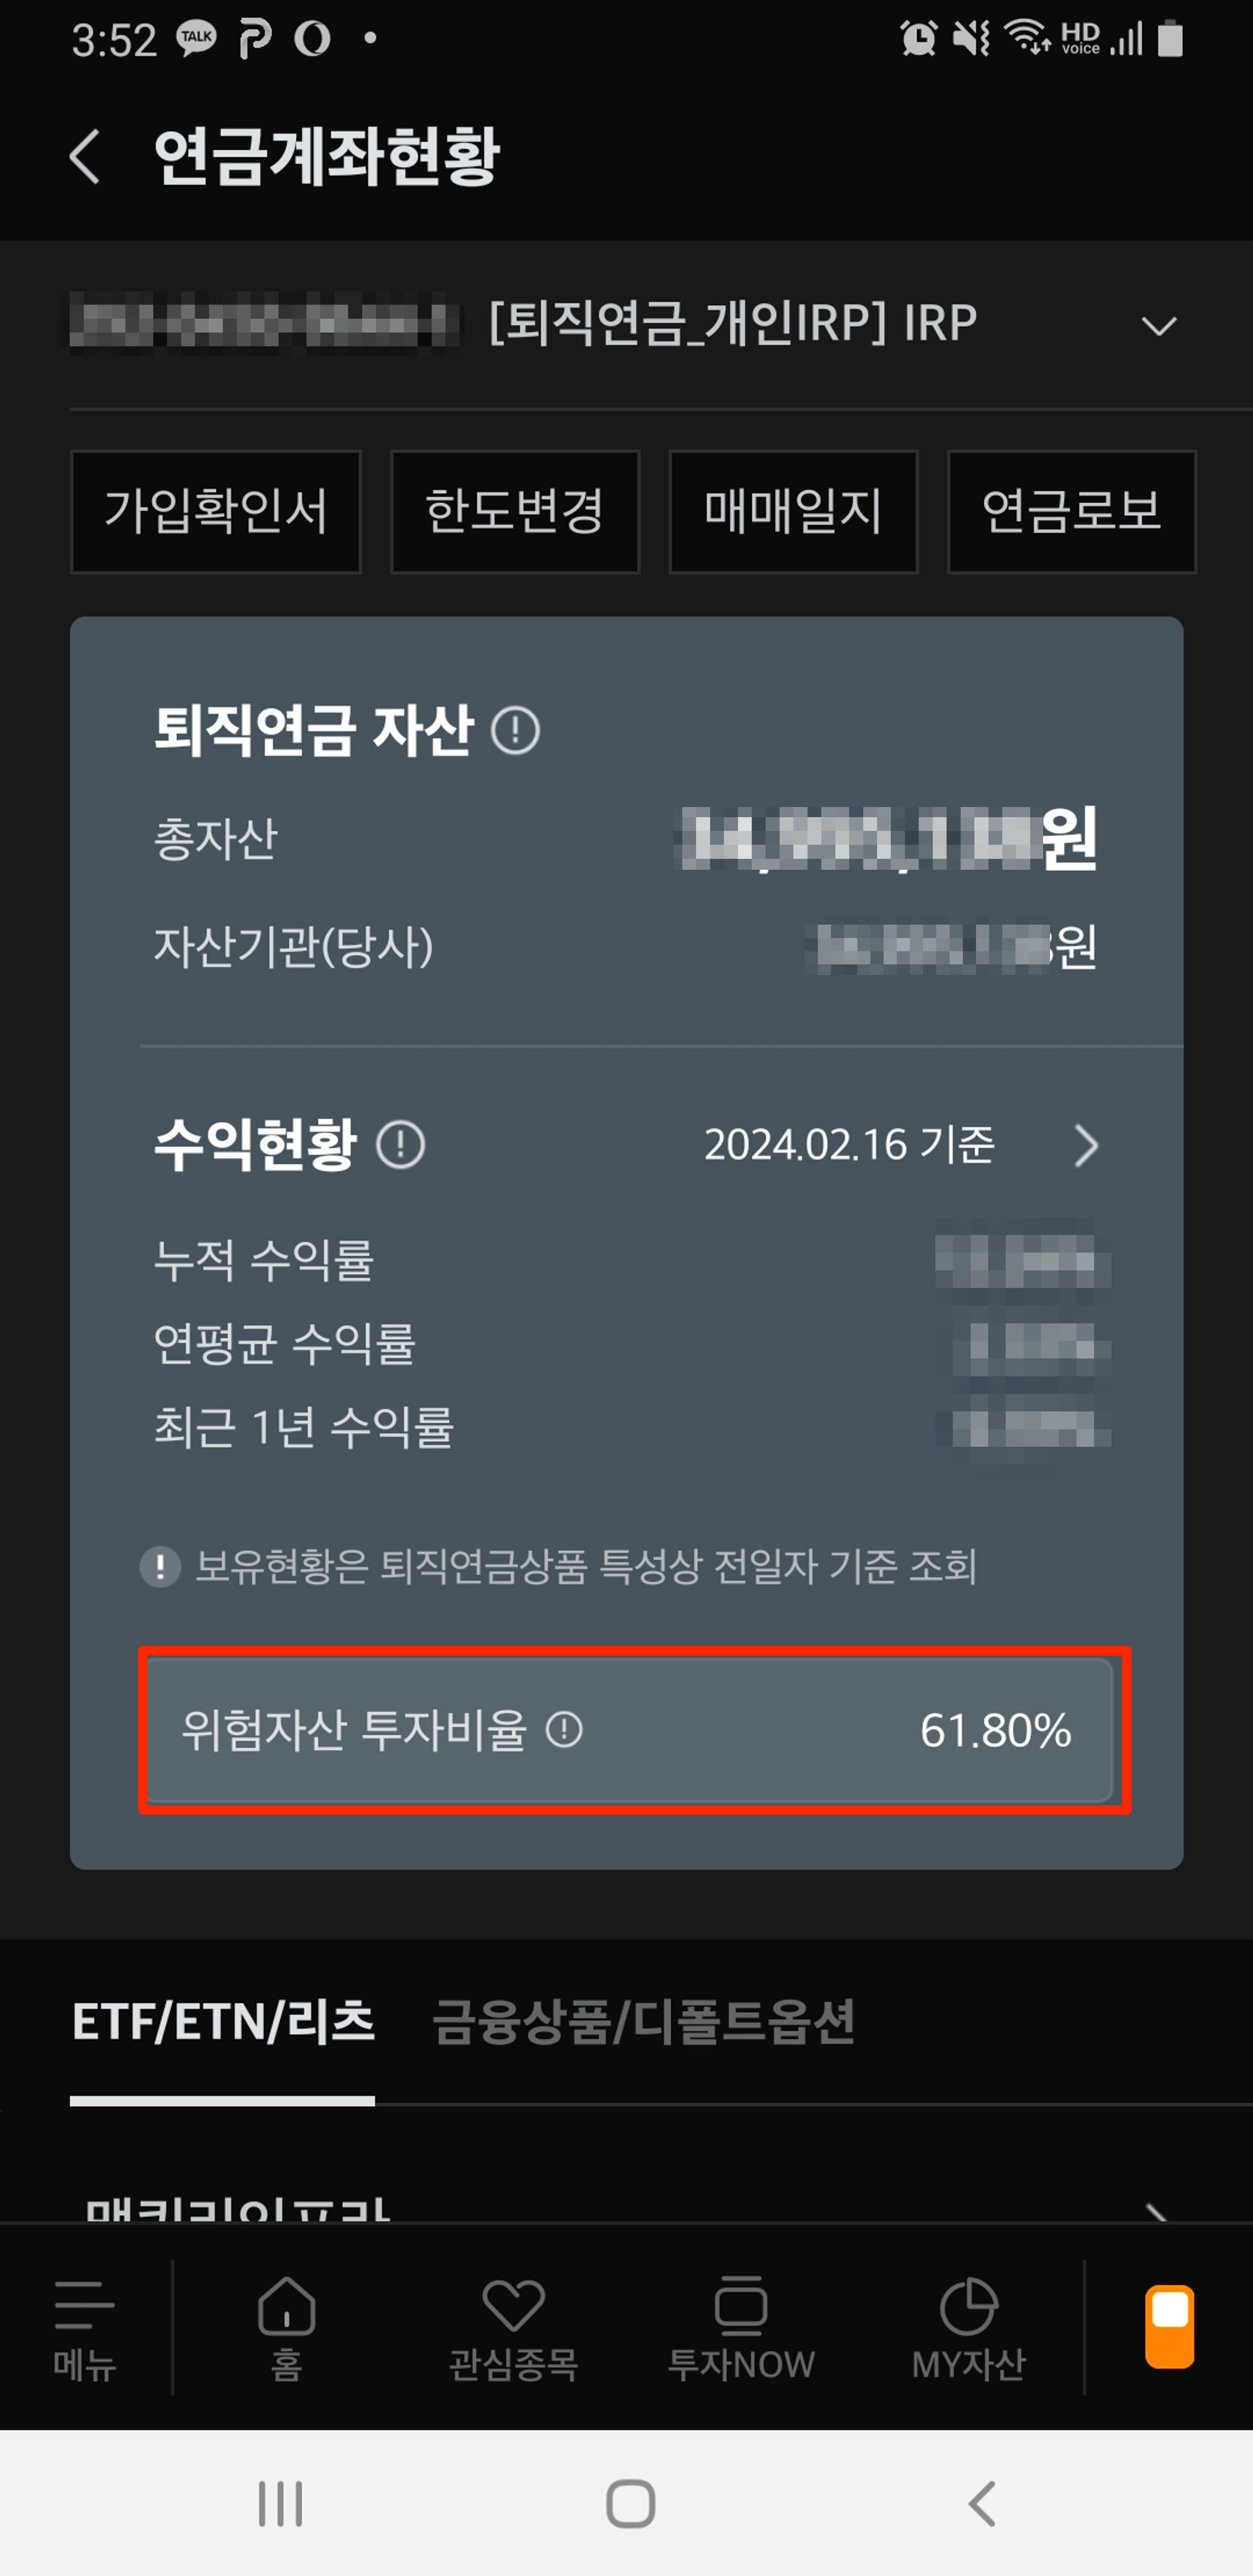 3:52 TALK HD voice
연금계좌현황
[퇴직연금_개인IRP] IRP
가입확인서 한도변경 매매일지 연금로보
퇴직연금 자산
총자산 원
자산기관(당사) 원
수익현황 2024.02.16 기준
누적 수익률
연평균 수익률
최근 1년 수익률
보유현황은 퇴직연금상품 특성상 전일자 기준 조회
위험자산 투자비율 61.80%
ETF/ETN/리츠 금융상품/디폴트옵션
메뉴 홈 관심종목 투자NOW MY자산